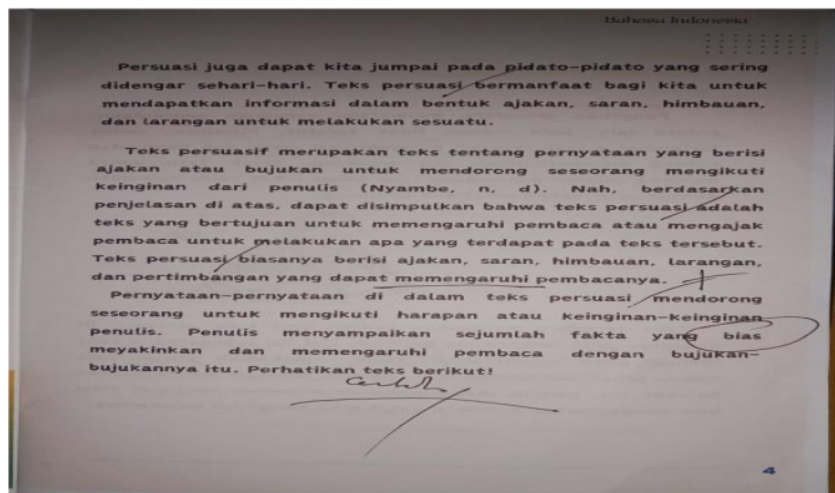 Bahasa Indonesia
Persuasi juga dapat kita jumpai pada pidato-pidato yang sering
didengar sehari-hari. Teks persuasi bermanfaat bagi kita untuk
mendapatkan informasi dalam bentuk ajakan, saran, himbauan,
dan larangan untuk melakukan sesuatu.
Teks persuasif merupakan teks tentang pernyataan yang berisi
ajakan atau bujukan untuk mendorong seseorang mengikuti
keinginan dari penulis (Nyambe, n, d). Nah, berdasarkan
penjelasan di atas, dapat disimpulkan bahwa teks persuasi adalah
teks yang bertujuan untuk memengaruhi pembaca atau mengajak
pembaca untuk melakukan apa yang terdapat pada teks tersebut.
Teks persuasi biasanya berisi ajakan, saran, himbauan, larangan,
dan pertimbangan yang dapat memengaruhi pembacanya.
Pernyataan-pernyataan di dalam teks persuasi mendorong
seseorang untuk mengikuti harapan atau keinginan-keinginan
penulis. Penulis menyampaikan sejumlah fakta yang bias
meyakinkan dan memengaruhi pembaca dengan bujukan-
bujukannya itu. Perhatikan teks berikut!
4